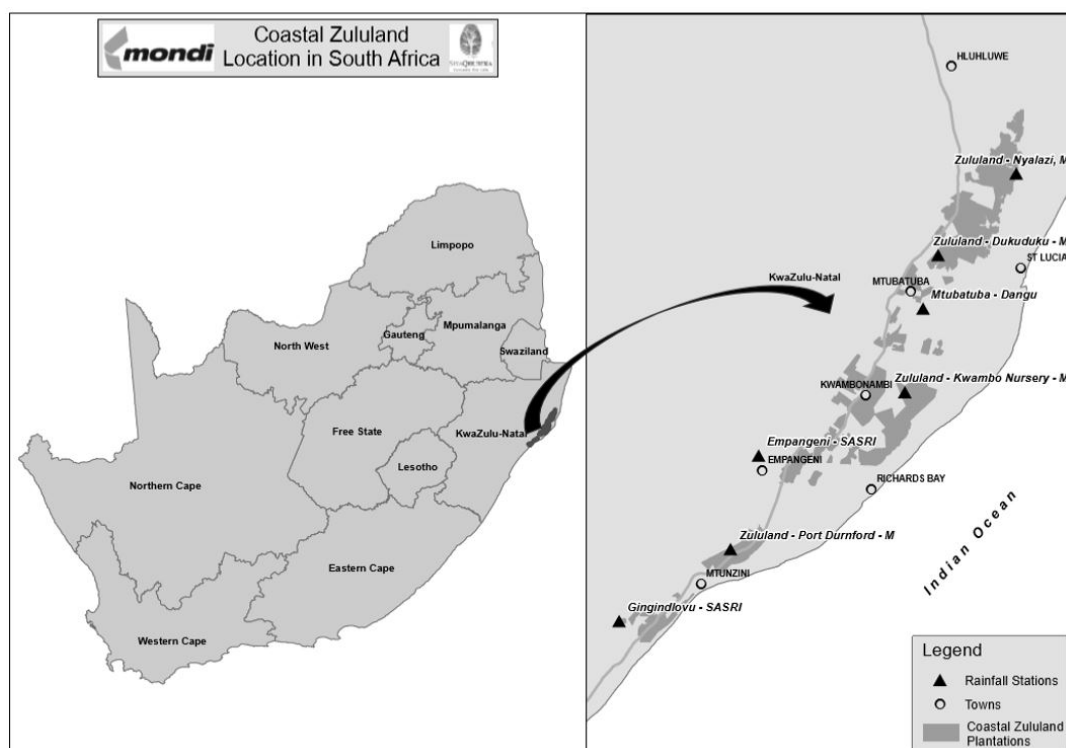 mondi
Coastal Zululand
Location in South Africa
SIYAQHUBEKA
Limpopo
North West
Gauteng
Mpumalanga
Swaziland
Free State
KwaZulu-Natal
Lesotho
Northern Cape
Eastern Cape
Western Cape
KwaZulu-Natal
HLUHLUWE
Zululand - Nyalazi, M
Zululand - Dukuduku - M
ST LUCIA
MTUBATUBA
Mtubatuba - Dangu
KWAMBONAMBI
Zululand - Kwambo Nursery - M
Empangeni - SASRI
EMPANGENI
RICHARDS BAY
Zululand - Port Durnford - M
MTUNZINI
Gingindlovu - SASRI
Indian Ocean
Legend
Rainfall Stations
Towns
Coastal Zululand
Plantations